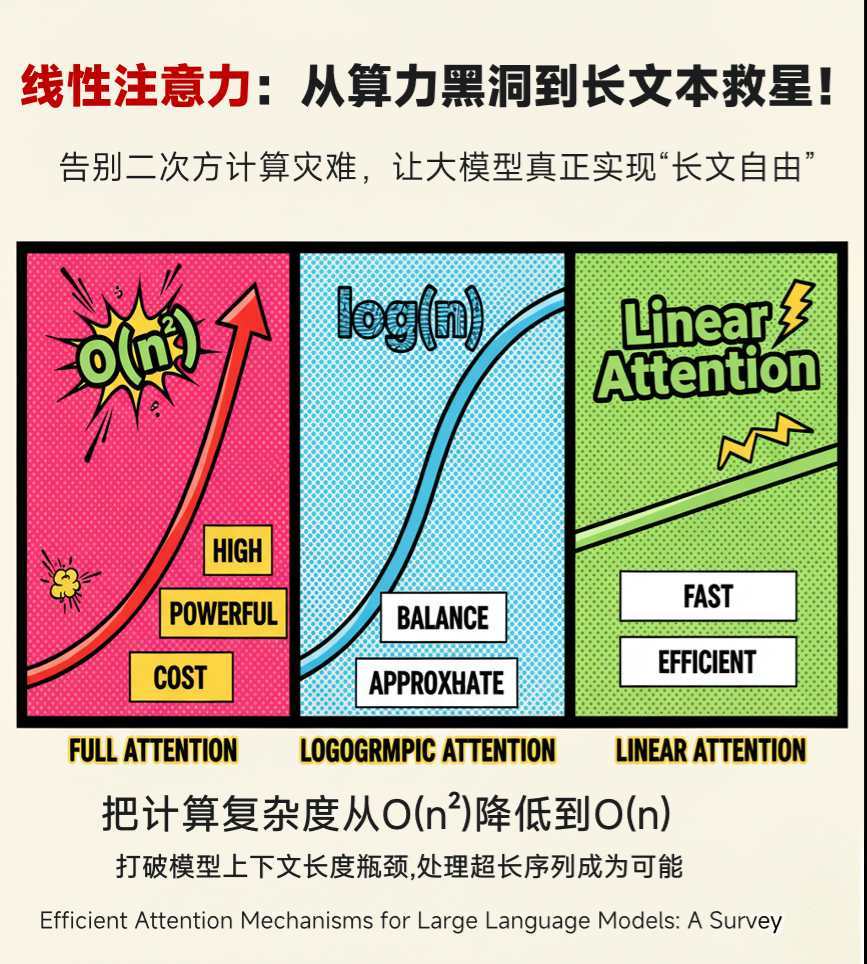 线性注意力：从算力黑洞到长文本救星！
告别二次方计算灾难，让大模型真正实现“长文自由”
O(n²)
HIGH
POWERFUL
COST
log(n)
BALANCE
APPROXHATE
Linear
Attention
FAST
EFFICIENT
FULL ATTENTION
LOGOGRMPIC ATTENTION
LINEAR ATTENTION
把计算复杂度从O(n²)降低到O(n)
打破模型上下文长度瓶颈,处理超长序列成为可能
Efficient Attention Mechanisms for Large Language Models: A Survey